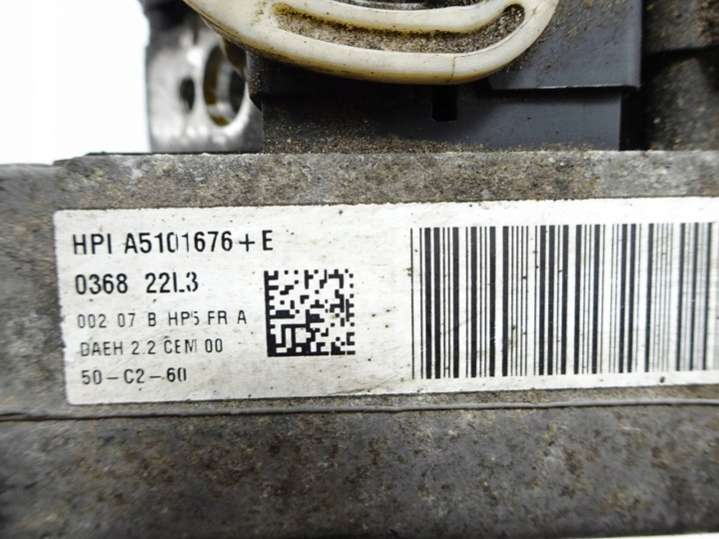 HPI A5101676+E
0368 22L3
002 07 B HP5 FR A
DAEH 2.2 CEM 00
50-C2-60